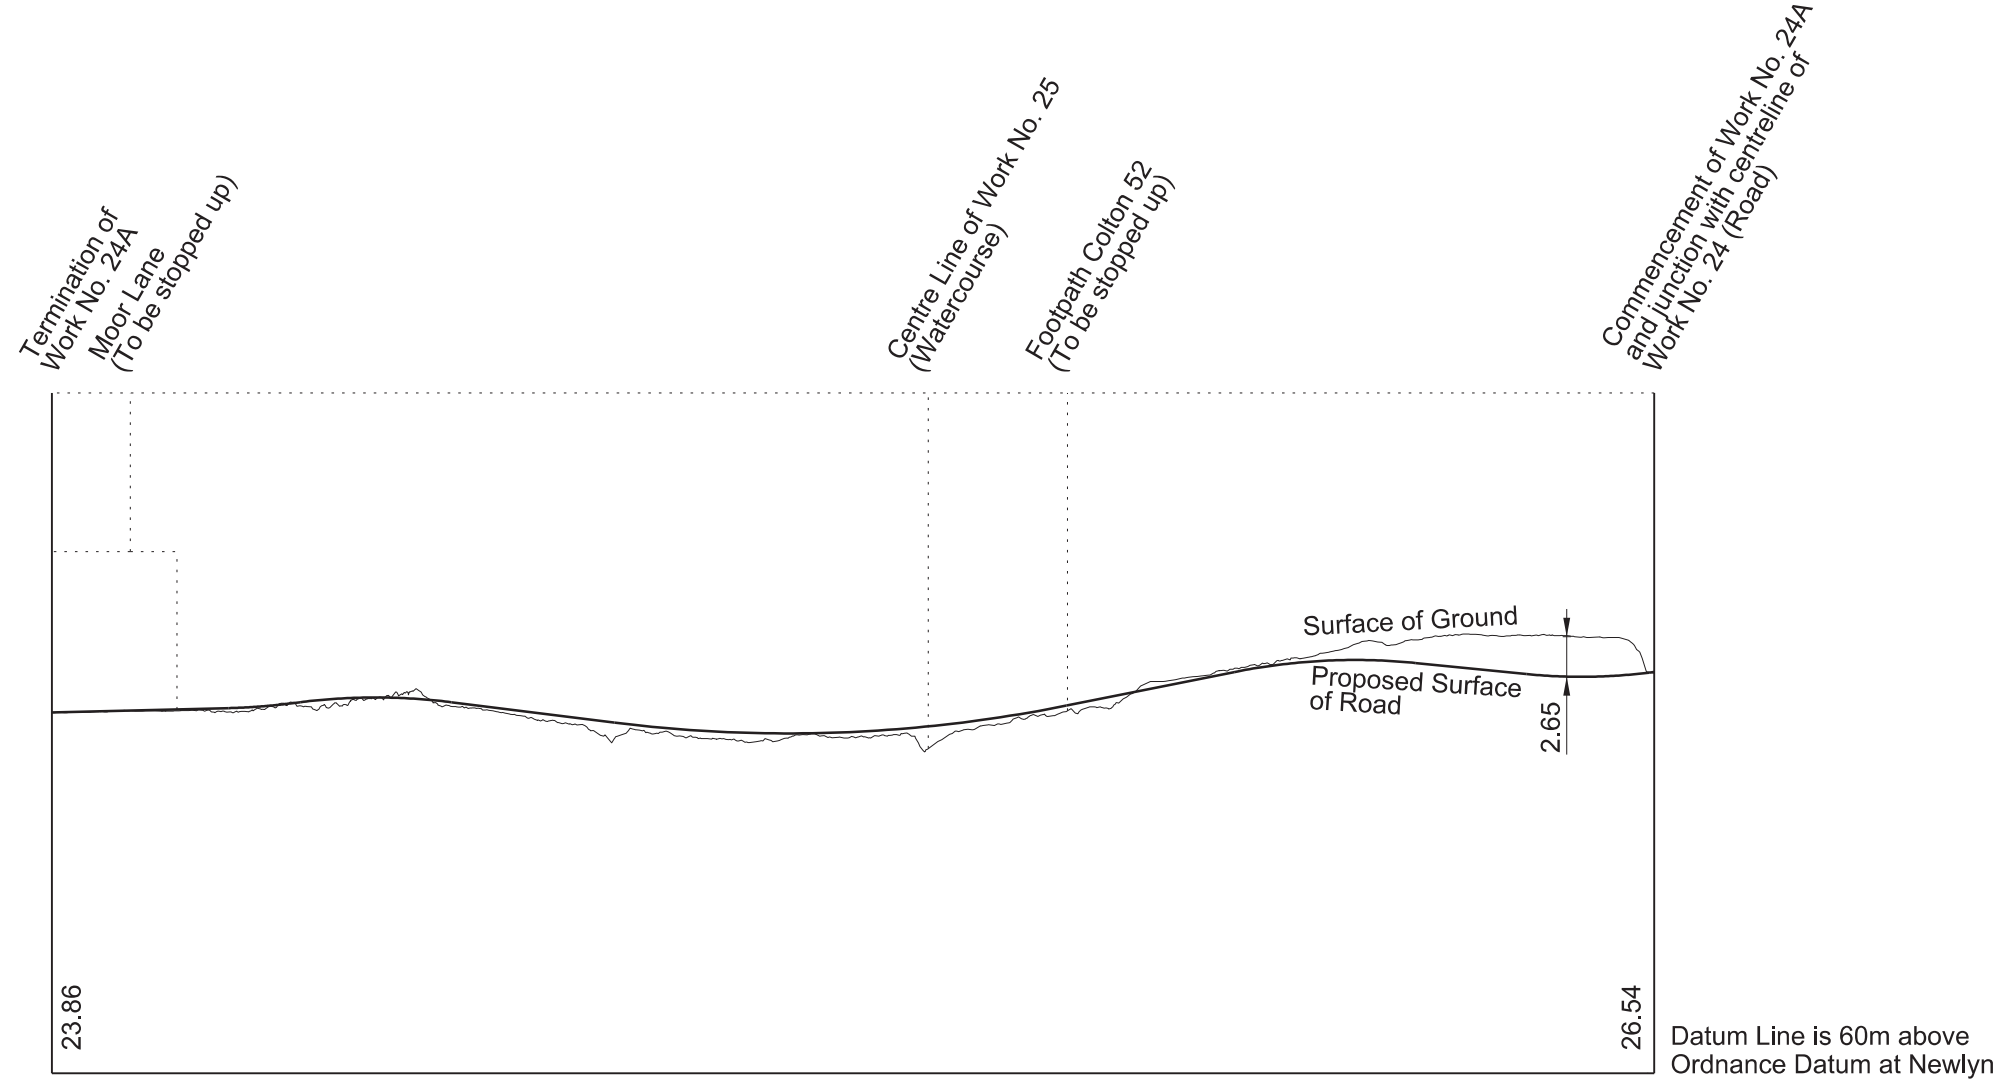 Termination of
Work No. 24A
Moor Lane
(To be stopped up)
Centre Line of Work No. 25
(Watercourse)
Footpath Colton 52
(To be stopped up)
Commencement of Work No. 24A
and junction with centreline of
Work No. 24 (Road)
Surface of Ground
Proposed Surface
of Road
2.65
23.86
26.54
Datum Line is 60m above
Ordnance Datum at Newlyn